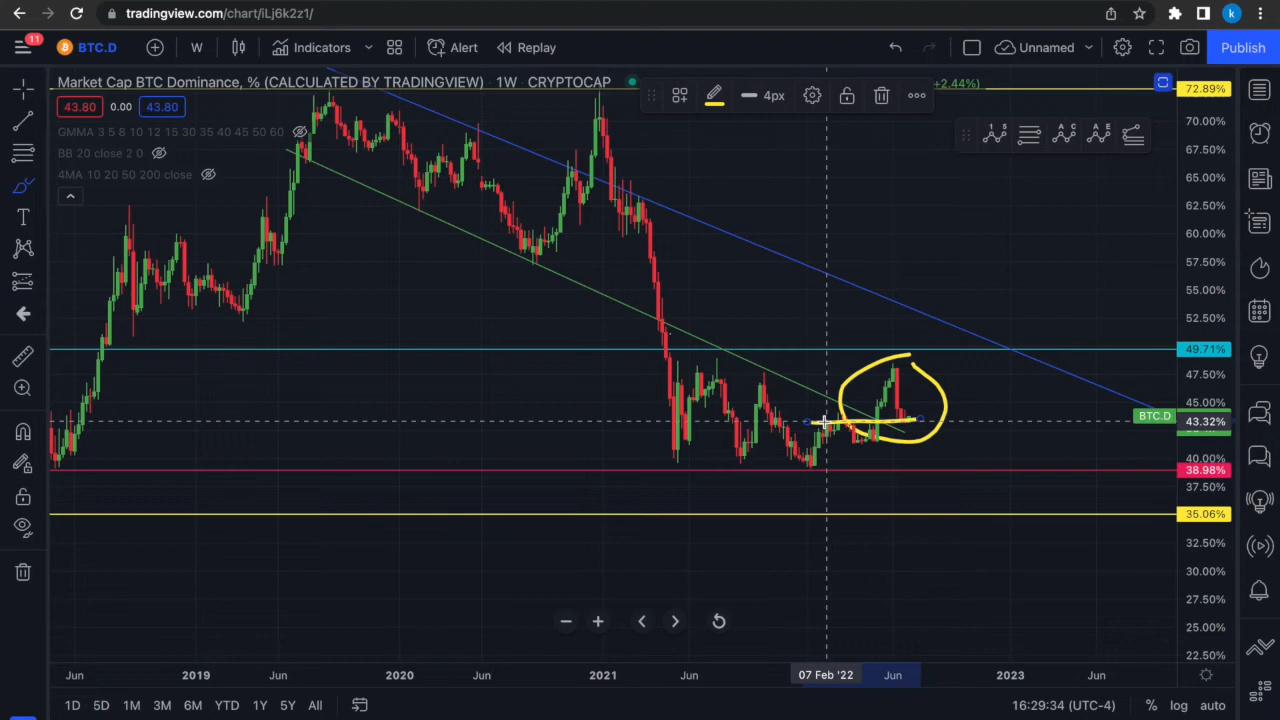 tradingview.com/chart/iLj6k2z1/
k
11
BTC.D
W
Indicators
Alert
Replay
Unnamed
Publish
Market Cap BTC Dominance, % (CALCULATED BY TRADINGVIEW) · 1W · CRYPTOCAP
+2.44%)
43.80 0.00 43.80
4px
GMMA 3 5 8 10 12 15 30 35 40 45 50 60
BB 20 close 2 0
4MA 10 20 50 200 close
72.89%
70.00%
67.50%
65.00%
62.50%
60.00%
57.50%
55.00%
52.50%
49.71%
47.50%
45.00%
BTC.D
43.32%
40.00%
38.98%
37.50%
35.06%
32.50%
30.00%
27.50%
25.00%
22.50%
Jun 2019 Jun 2020 Jun 2021 Jun 07 Feb '22 Jun 2023 Jun
1D 5D 1M 3M 6M YTD 1Y 5Y All
16:29:34 (UTC-4) % log auto